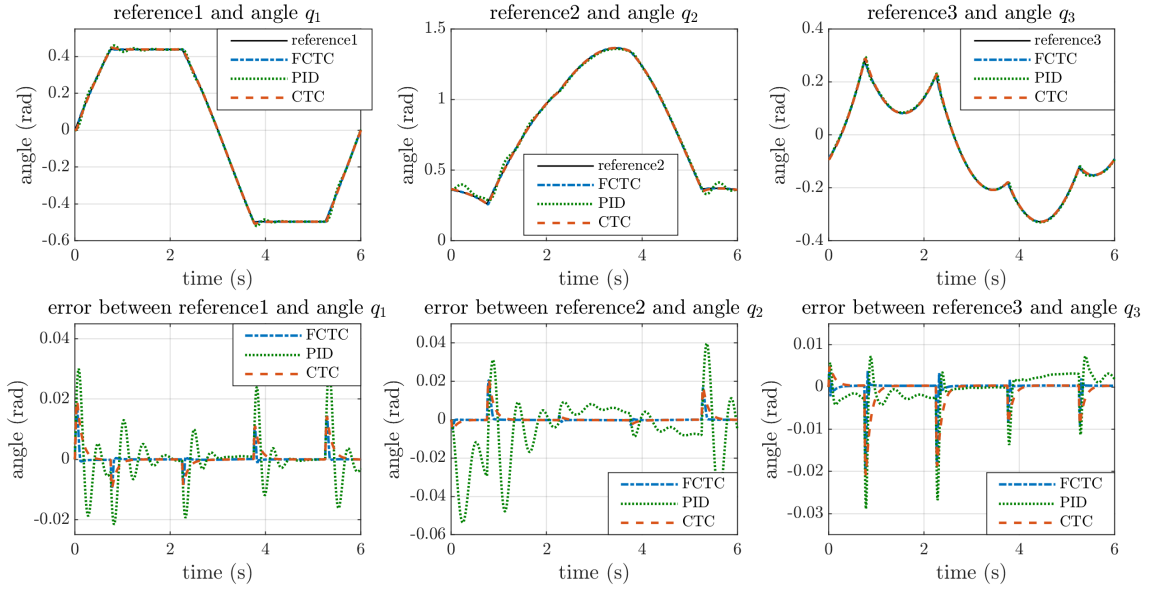 reference1 and angle q1
0.4
0.2
0
-0.2
-0.4
-0.6
0
2
4
6
angle (rad)
time (s)
reference1
FCTC
PID
CTC
reference2 and angle q2
1.5
1
0.5
0
0
2
4
6
angle (rad)
time (s)
reference2
FCTC
PID
CTC
reference3 and angle q3
0.4
0.2
0
-0.2
-0.4
0
2
4
6
angle (rad)
time (s)
reference3
FCTC
PID
CTC
error between reference1 and angle q1
0.04
0.02
0
-0.02
0
2
4
6
angle (rad)
time (s)
FCTC
PID
CTC
error between reference2 and angle q2
0.04
0.02
0
-0.02
-0.04
-0.06
0
2
4
6
angle (rad)
time (s)
FCTC
PID
CTC
error between reference3 and angle q3
0.01
0
-0.01
-0.02
-0.03
0
2
4
6
angle (rad)
time (s)
FCTC
PID
CTC